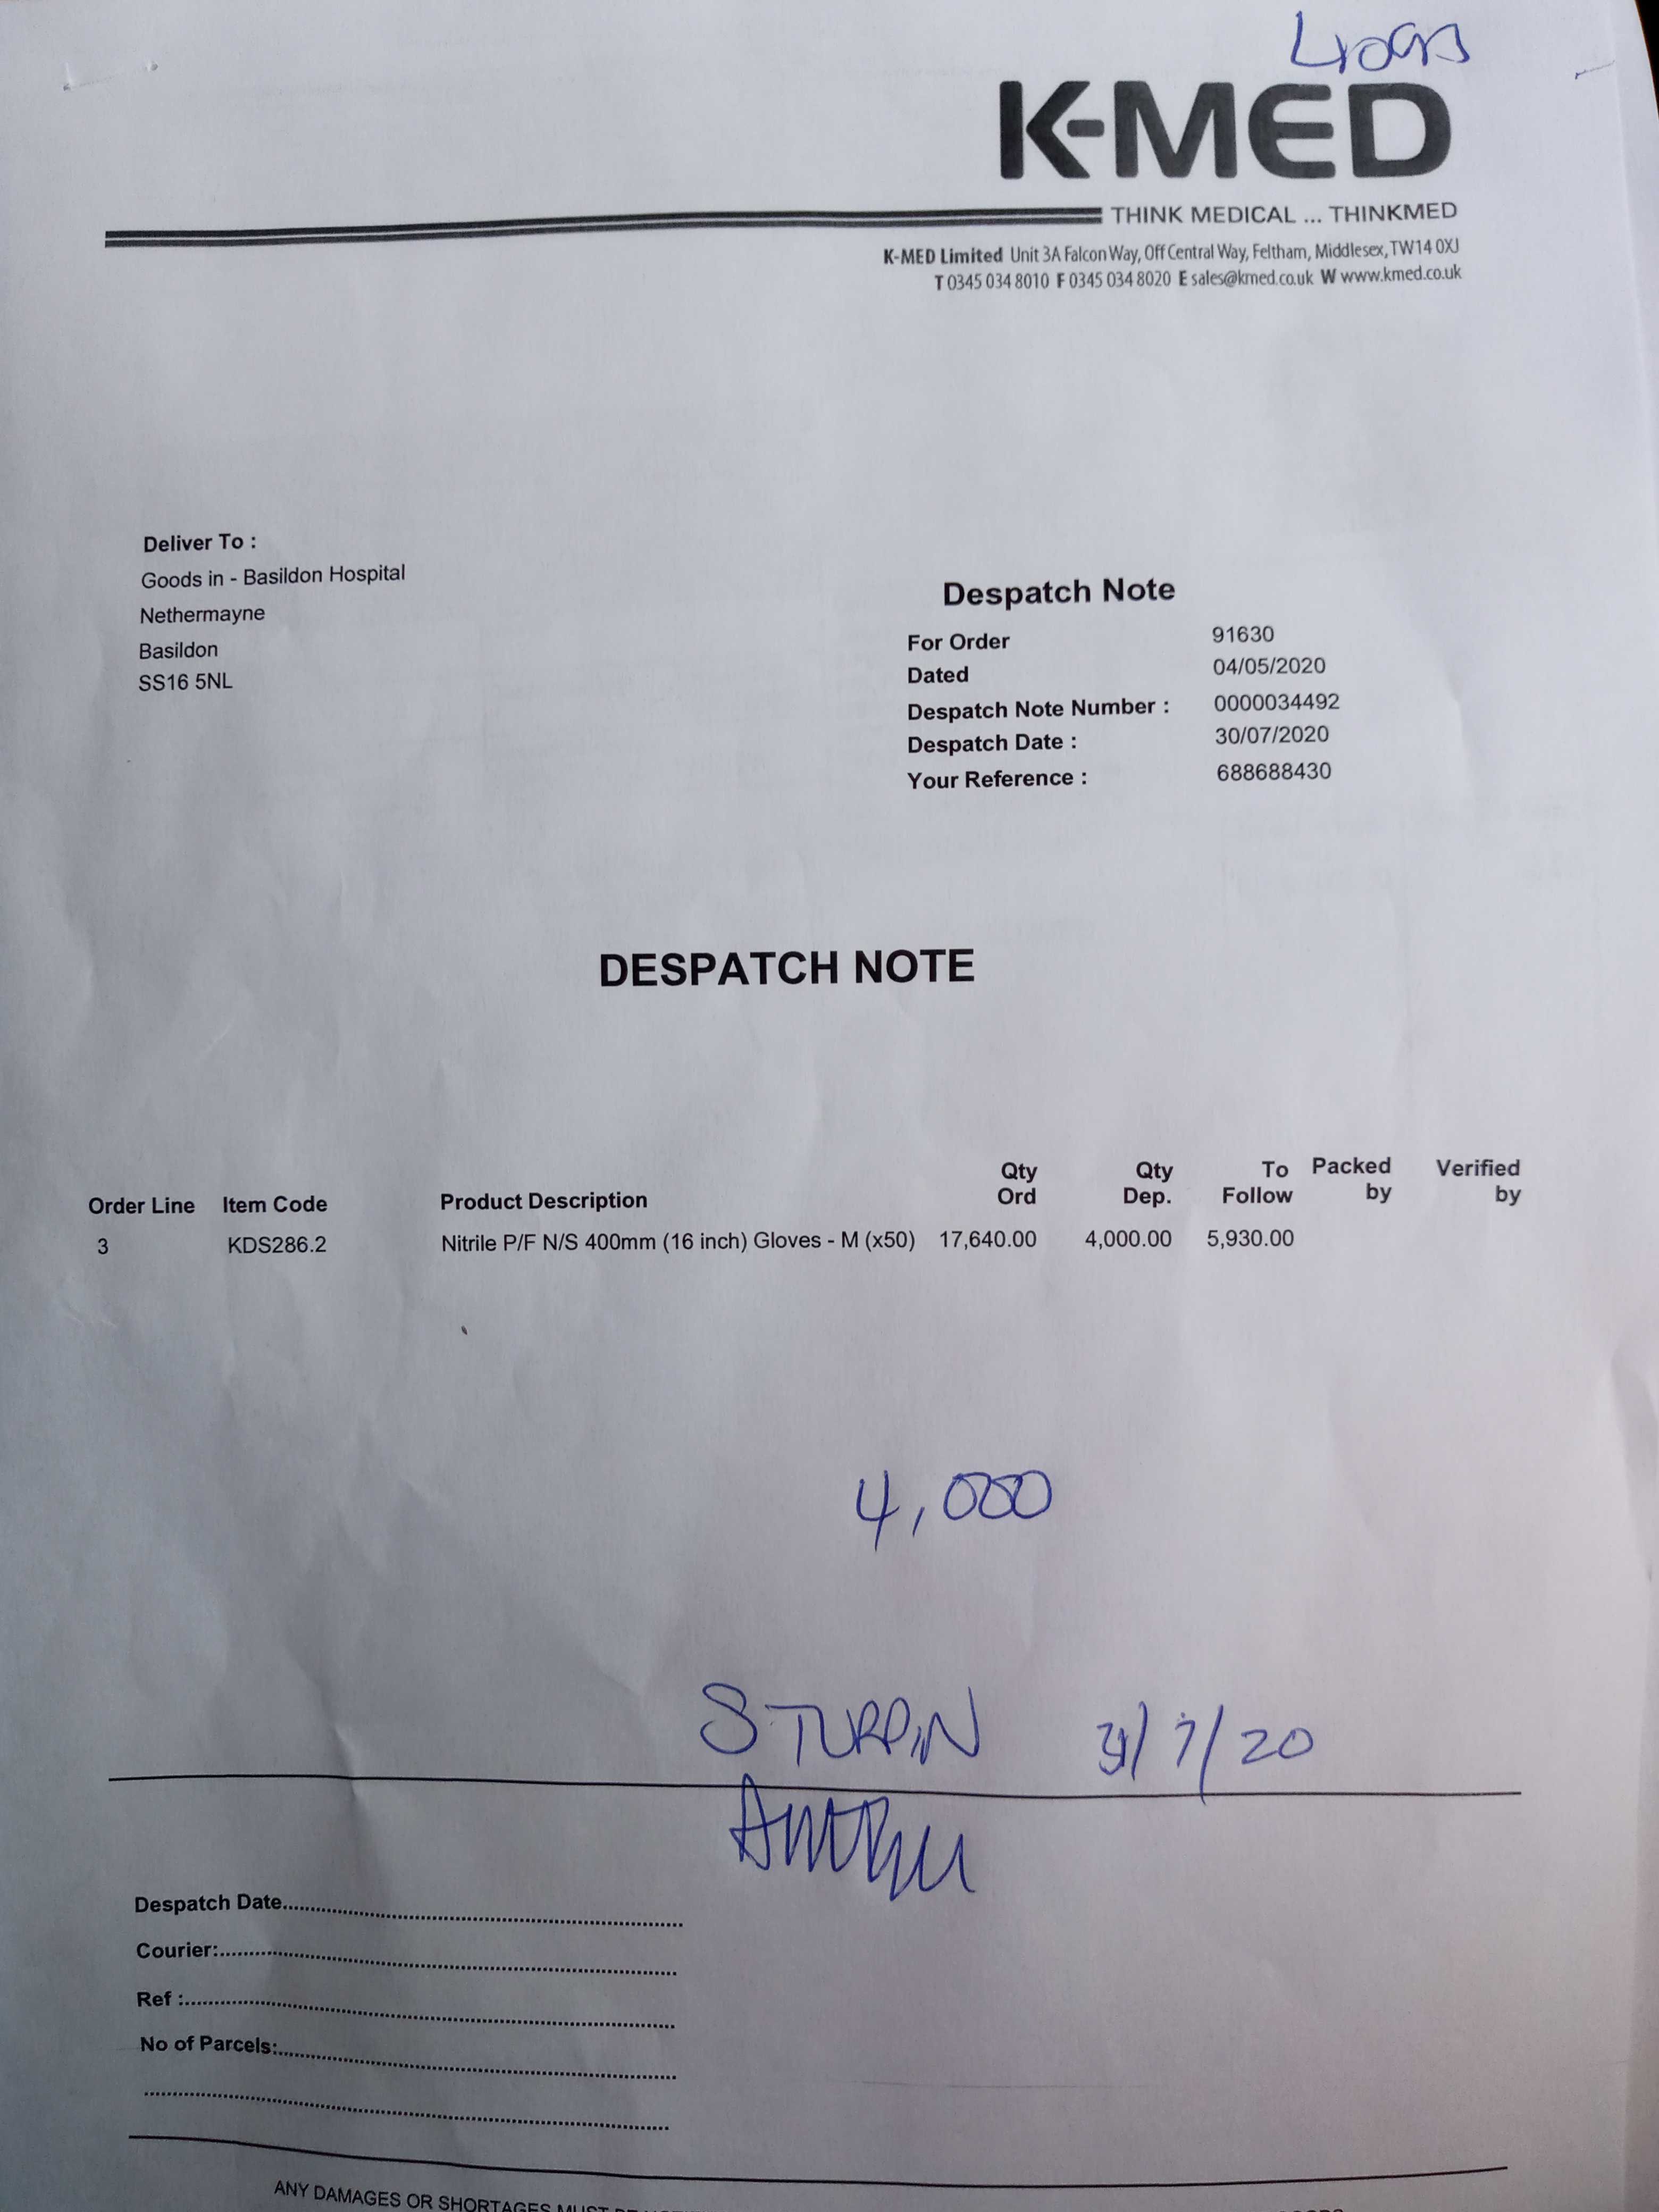 K-MED
THINK MEDICAL ... THINKMED
K-MED Limited Unit 3A Falcon Way, Off Central Way, Feltham, Middlesex, TW14 0XJ
T 0345 034 8010 F 0345 034 8020 E sales@kmed.co.uk W www.kmed.co.uk
Deliver To :
Goods in - Basildon Hospital
Nethermayne
Basildon
SS16 5NL
Despatch Note
For Order 91630
Dated 04/05/2020
Despatch Note Number : 0000034492
Despatch Date : 30/07/2020
Your Reference : 688688430
DESPATCH NOTE
Order Line Item Code Product Description Qty Ord Qty Dep. To Follow Packed by Verified by
3 KDS286.2 Nitrile P/F N/S 400mm (16 inch) Gloves - M (x50) 17,640.00 4,000.00 5,930.00
4,000
S TURPIN 31/7/20
Despatch Date
Courier:
Ref :
No of Parcels:
ANY DAMAGES OR SHORTAGES MUST BE